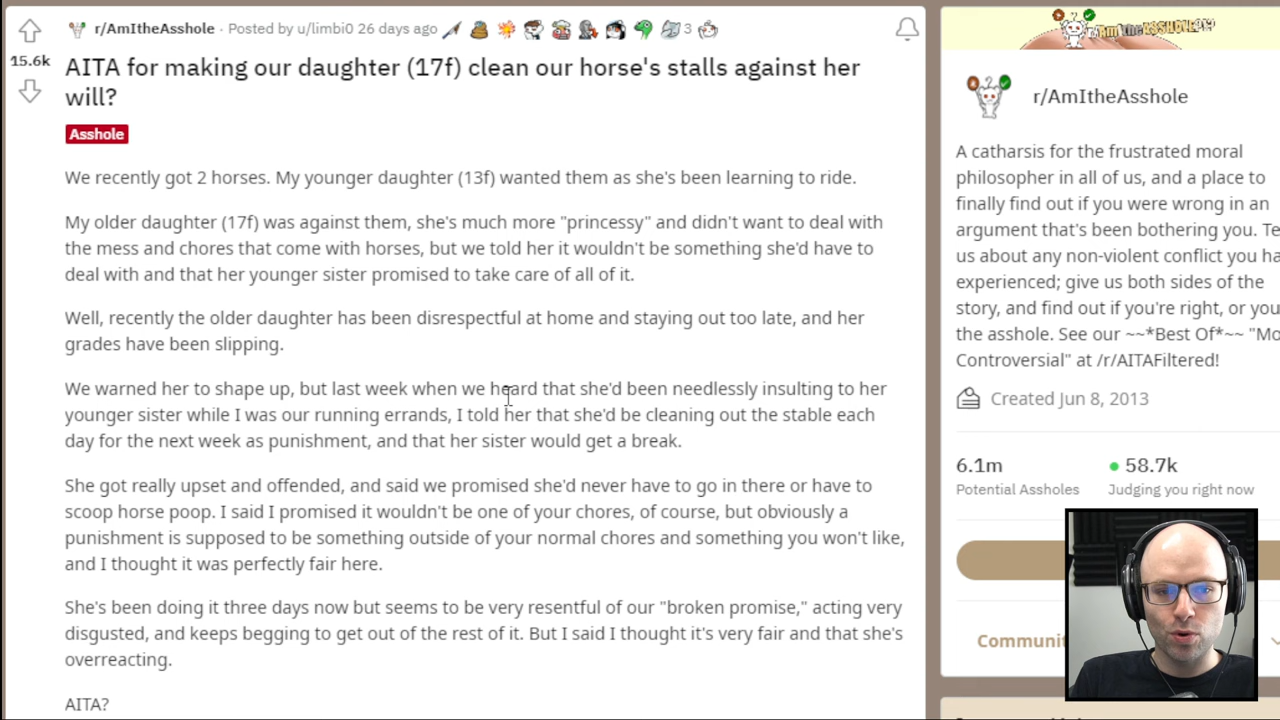 r/AmItheAsshole · Posted by u/limbi0 26 days ago 3
15.6k
AITA for making our daughter (17f) clean our horse's stalls against her
will?
Asshole
We recently got 2 horses. My younger daughter (13f) wanted them as she's been learning to ride.
My older daughter (17f) was against them, she's much more "princessy" and didn't want to deal with
the mess and chores that come with horses, but we told her it wouldn't be something she'd have to
deal with and that her younger sister promised to take care of all of it.
Well, recently the older daughter has been disrespectful at home and staying out too late, and her
grades have been slipping.
We warned her to shape up, but last week when we heard that she'd been needlessly insulting to her
younger sister while I was our running errands, I told her that she'd be cleaning out the stable each
day for the next week as punishment, and that her sister would get a break.
She got really upset and offended, and said we promised she'd never have to go in there or have to
scoop horse poop. I said I promised it wouldn't be one of your chores, of course, but obviously a
punishment is supposed to be something outside of your normal chores and something you won't like,
and I thought it was perfectly fair here.
She's been doing it three days now but seems to be very resentful of our "broken promise," acting very
disgusted, and keeps begging to get out of the rest of it. But I said I thought it's very fair and that she's
overreacting.
AITA?
r/AmItheAsshole
A catharsis for the frustrated moral
philosopher in all of us, and a place to
finally find out if you were wrong in an
argument that's been bothering you. Te
us about any non-violent conflict you ha
experienced; give us both sides of the
story, and find out if you're right, or you
the asshole. See our ~~*Best Of*~~ "Mo
Controversial" at /r/AITAFiltered!
Created Jun 8, 2013
6.1m 58.7k
Potential Assholes Judging you right now
Communit